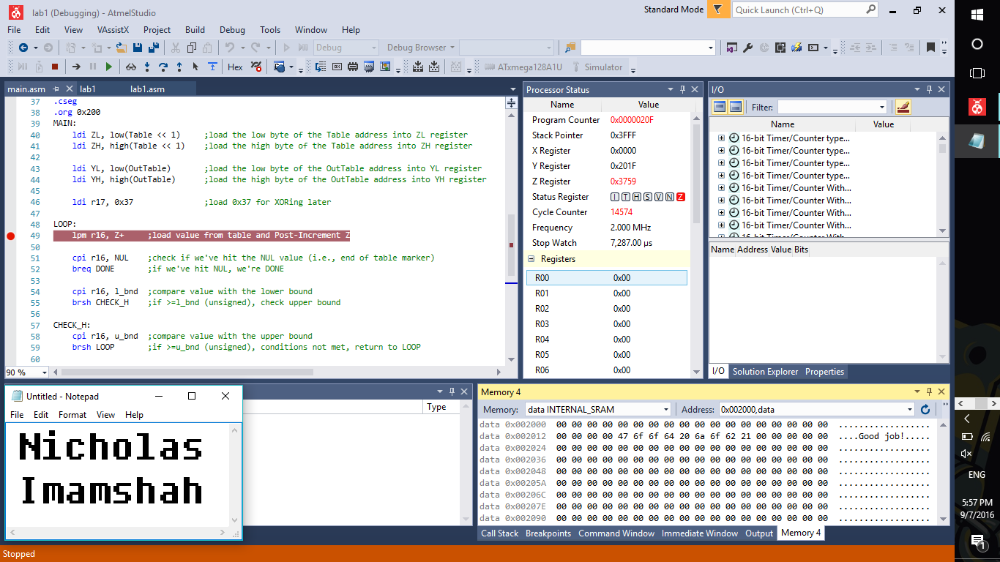 lab1 (Debugging) - AtmelStudio
Standard Mode
Quick Launch (Ctrl+Q)
File Edit View VAssistX Project Build Debug Tools Window Help
Debug
Debug Browser
Hex
ATxmega128A1U
Simulator
main.asm lab1 lab1.asm
37 .cseg
38 .org 0x200
39 MAIN:
40 ldi ZL, low(Table << 1) ;load the low byte of the Table address into ZL register
41 ldi ZH, high(Table << 1) ;load the high byte of the Table address into ZH register
42
43 ldi YL, low(OutTable) ;load the low byte of the OutTable address into YL register
44 ldi YH, high(OutTable) ;load the high byte of the OutTable address into YH register
45
46 ldi r17, 0x37 ;load 0x37 for XORing later
47
48 LOOP:
49 lpm r16, Z+ ;load value from table and Post-Increment Z
50
51 cpi r16, NUL ;check if we've hit the NUL value (i.e., end of table marker)
52 breq DONE ;if we've hit NUL, we're DONE
53
54 cpi r16, l_bnd ;compare value with the lower bound
55 brsh CHECK_H ;if >=l_bnd (unsigned), check upper bound
56
57 CHECK_H:
58 cpi r16, u_bnd ;compare value with the upper bound
59 brsh LOOP ;if >=u_bnd (unsigned), conditions not met, return to LOOP
60
90 %
Processor Status
Name Value
Program Counter 0x0000020F
Stack Pointer 0x3FFF
X Register 0x0000
Y Register 0x201F
Z Register 0x3759
Status Register I T H S V N Z
Cycle Counter 14574
Frequency 2.000 MHz
Stop Watch 7,287.00 µs
Registers
R00 0x00
R01 0x00
R02 0x00
R03 0x00
R04 0x00
R05 0x00
R06 0x00
I/O
Filter:
Name Value
16-bit Timer/Counter type...
16-bit Timer/Counter type...
16-bit Timer/Counter type...
16-bit Timer/Counter type...
16-bit Timer/Counter With...
16-bit Timer/Counter With...
16-bit Timer/Counter With...
16-bit Timer/Counter With...
16-bit Timer/Counter With...
Name Address Value Bits
I/O Solution Explorer Properties
Type
Untitled - Notepad
File Edit Format View Help
Nicholas
Imamshah
Memory 4
Memory: data INTERNAL_SRAM Address: 0x002000,data
data 0x002000 00 00 00 00 00 00 00 00 00 00 00 00 00 00 00 00 00 00 ..................
data 0x002012 00 00 00 00 47 6f 6f 64 20 6a 6f 62 21 00 00 00 00 00 ....Good job!.....
data 0x002024 00 00 00 00 00 00 00 00 00 00 00 00 00 00 00 00 00 00 ..................
data 0x002036 00 00 00 00 00 00 00 00 00 00 00 00 00 00 00 00 00 00 ..................
data 0x002048 00 00 00 00 00 00 00 00 00 00 00 00 00 00 00 00 00 00 ..................
data 0x00205A 00 00 00 00 00 00 00 00 00 00 00 00 00 00 00 00 00 00 ..................
data 0x00206C 00 00 00 00 00 00 00 00 00 00 00 00 00 00 00 00 00 00 ..................
data 0x00207E 00 00 00 00 00 00 00 00 00 00 00 00 00 00 00 00 00 00 ..................
data 0x002090 00 00 00 00 00 00 00 00 00 00 00 00 00 00 00 00 00 00 ..................
Call Stack Breakpoints Command Window Immediate Window Output Memory 4
Stopped
ENG
5:57 PM
9/7/2016
1